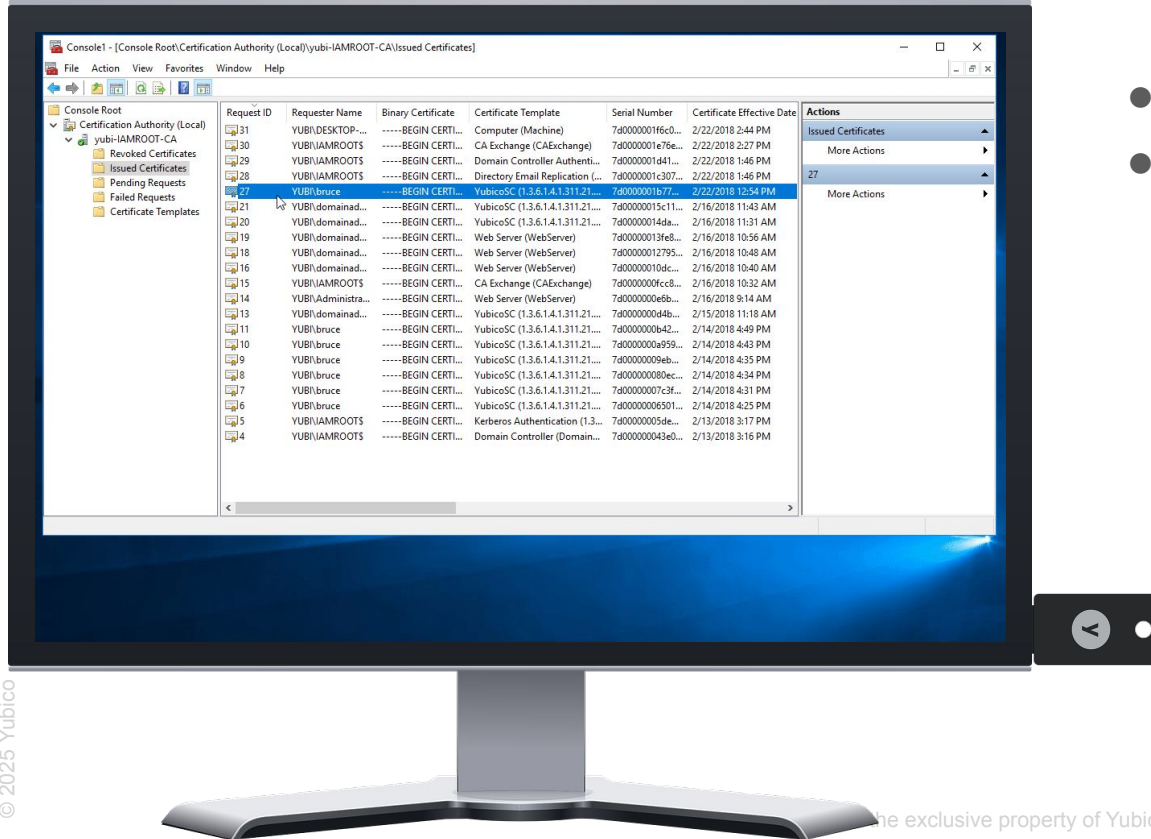 Console1 - [Console Root\Certification Authority (Local)\yubi-IAMROOT-CA\Issued Certificates]
File Action View Favorites Window Help
Console Root
Certification Authority (Local)
yubi-IAMROOT-CA
Revoked Certificates
Issued Certificates
Pending Requests
Failed Requests
Certificate Templates
Request ID Requester Name Binary Certificate Certificate Template Serial Number Certificate Effective Date
31 YUBI\DESKTOP-... -----BEGIN CERTI... Computer (Machine) 7d0000001f6c0... 2/22/2018 2:44 PM
30 YUBI\IAMROOT$ -----BEGIN CERTI... CA Exchange (CAExchange) 7d0000001e76e... 2/22/2018 2:27 PM
29 YUBI\IAMROOT$ -----BEGIN CERTI... Domain Controller Authenti... 7d0000001d41... 2/22/2018 1:46 PM
28 YUBI\IAMROOT$ -----BEGIN CERTI... Directory Email Replication (... 7d0000001c307... 2/22/2018 1:46 PM
27 YUBI\bruce -----BEGIN CERTI... YubicoSC (1.3.6.1.4.1.311.21.... 7d0000001b77... 2/22/2018 12:54 PM
21 YUBI\domainad... -----BEGIN CERTI... YubicoSC (1.3.6.1.4.1.311.21.... 7d00000015c11... 2/16/2018 11:43 AM
20 YUBI\domainad... -----BEGIN CERTI... YubicoSC (1.3.6.1.4.1.311.21.... 7d00000014da... 2/16/2018 11:31 AM
19 YUBI\domainad... -----BEGIN CERTI... Web Server (WebServer) 7d00000013fe8... 2/16/2018 10:56 AM
18 YUBI\domainad... -----BEGIN CERTI... Web Server (WebServer) 7d00000012795... 2/16/2018 10:48 AM
16 YUBI\domainad... -----BEGIN CERTI... Web Server (WebServer) 7d00000010dc... 2/16/2018 10:40 AM
15 YUBI\IAMROOT$ -----BEGIN CERTI... CA Exchange (CAExchange) 7d0000000fcc8... 2/16/2018 10:32 AM
14 YUBI\Administra... -----BEGIN CERTI... Web Server (WebServer) 7d0000000e6b... 2/16/2018 9:14 AM
13 YUBI\domainad... -----BEGIN CERTI... YubicoSC (1.3.6.1.4.1.311.21.... 7d0000000d4b... 2/15/2018 11:18 AM
11 YUBI\bruce -----BEGIN CERTI... YubicoSC (1.3.6.1.4.1.311.21.... 7d0000000b42... 2/14/2018 4:49 PM
10 YUBI\bruce -----BEGIN CERTI... YubicoSC (1.3.6.1.4.1.311.21.... 7d0000000a959... 2/14/2018 4:43 PM
9 YUBI\bruce -----BEGIN CERTI... YubicoSC (1.3.6.1.4.1.311.21.... 7d00000009eb... 2/14/2018 4:35 PM
8 YUBI\bruce -----BEGIN CERTI... YubicoSC (1.3.6.1.4.1.311.21.... 7d000000080ec... 2/14/2018 4:34 PM
7 YUBI\bruce -----BEGIN CERTI... YubicoSC (1.3.6.1.4.1.311.21.... 7d00000007c3f... 2/14/2018 4:31 PM
6 YUBI\bruce -----BEGIN CERTI... YubicoSC (1.3.6.1.4.1.311.21.... 7d00000006501... 2/14/2018 4:25 PM
5 YUBI\IAMROOT$ -----BEGIN CERTI... Kerberos Authentication (1.3... 7d00000005de... 2/13/2018 3:17 PM
4 YUBI\IAMROOT$ -----BEGIN CERTI... Domain Controller (Domain... 7d000000043e0... 2/13/2018 3:16 PM
Actions
Issued Certificates
More Actions
27
More Actions
© 2025 Yubico
the exclusive property of Yubi